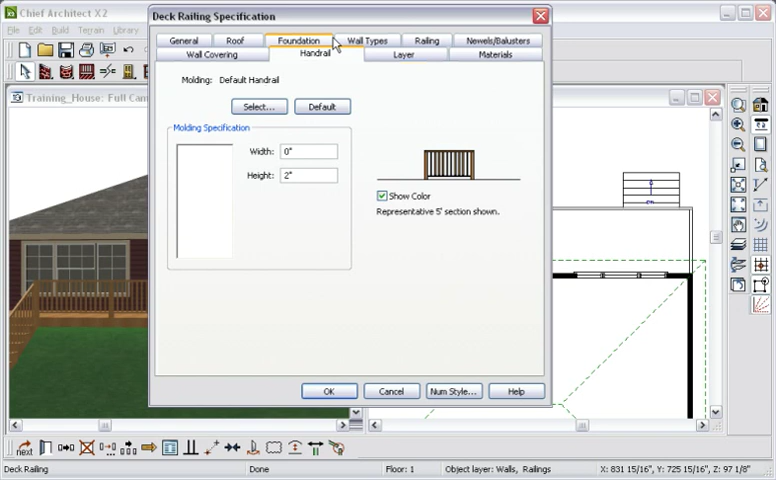 Chief Architect X2
File Edit Build Terrain Library
Training_House: Full Cam
Deck Railing Specification
General Roof Foundation Wall Types Railing Newels/Balusters
Wall Covering Handrail Layer Materials
Molding: Default Handrail
Select... Default
Molding Specification
Width: 0"
Height: 2"
Show Color
Representative 5' section shown.
OK Cancel Num Style... Help
next
Deck Railing Done Floor: 1 Object layer: Walls, Railings X: 831 15/16", Y: 725 15/16", Z: 97 1/8"